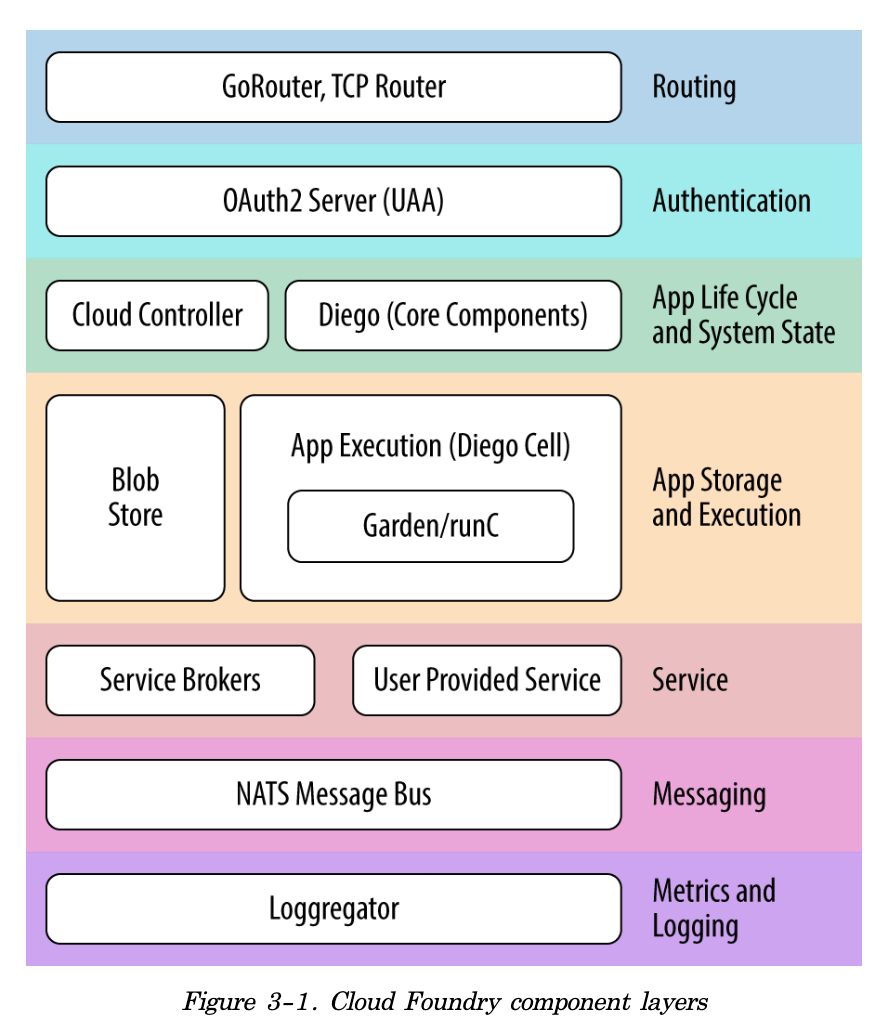 GoRouter, TCP Router
Routing
OAuth2 Server (UAA)
Authentication
Cloud Controller
Diego (Core Components)
App Life Cycle
and System State
Blob
Store
App Execution (Diego Cell)
Garden/runC
App Storage
and Execution
Service Brokers
User Provided Service
Service
NATS Message Bus
Messaging
Loggregator
Metrics and
Logging
Figure 3-1. Cloud Foundry component layers